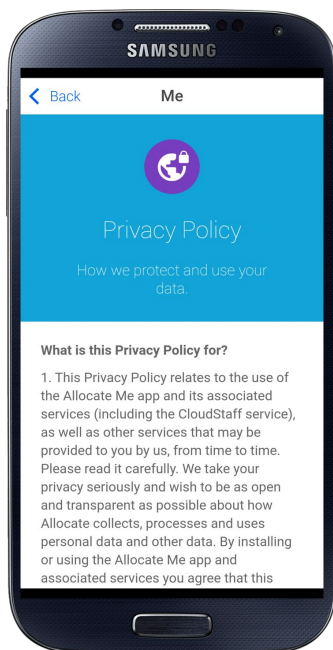 SAMSUNG
Back
Me
Privacy Policy
How we protect and use your
data.
What is this Privacy Policy for?
1. This Privacy Policy relates to the use of
the Allocate Me app and its associated
services (including the CloudStaff service),
as well as other services that may be
provided to you by us, from time to time.
Please read it carefully. We take your
privacy seriously and wish to be as open
and transparent as possible about how
Allocate collects, processes and uses
personal data and other data. By installing
or using the Allocate Me app and
associated services you agree that this